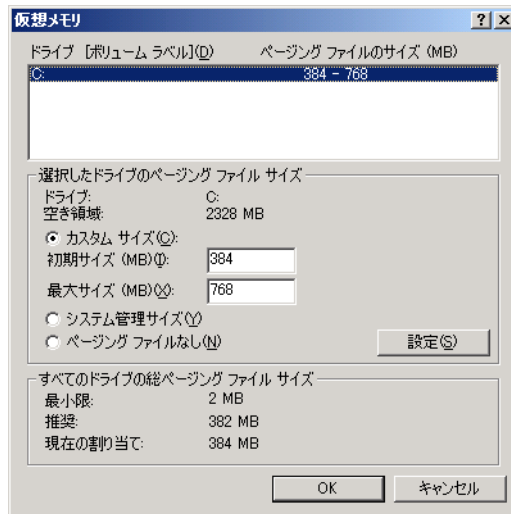 仮想メモリ
ドライブ [ボリューム ラベル](D) ページング ファイルのサイズ (MB)
C: 384 - 768
選択したドライブのページング ファイル サイズ
ドライブ: C:
空き領域: 2328 MB
カスタム サイズ(C):
初期サイズ (MB)(I): 384
最大サイズ (MB)(X): 768
システム管理サイズ(Y)
ページング ファイルなし(N) 設定(S)
すべてのドライブの総ページング ファイル サイズ
最小限: 2 MB
推奨: 382 MB
現在の割り当て: 384 MB
OK キャンセル